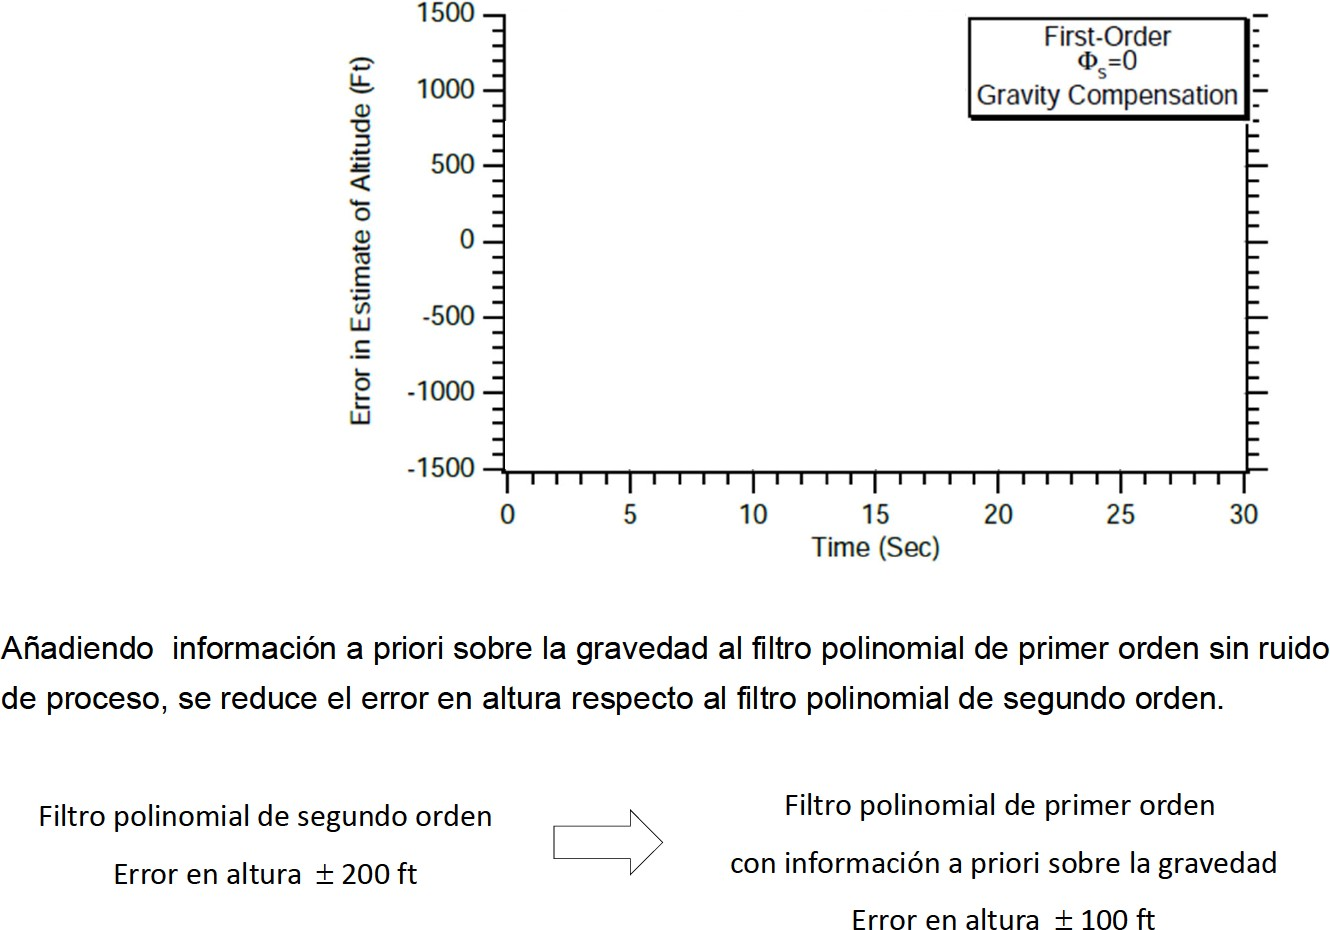 1500
1000
500
0
-500
-1000
-1500
Error in Estimate of Altitude (Ft)
First-Order
Φs=0
Gravity Compensation
0 5 10 15 20 25 30
Time (Sec)
Añadiendo información a priori sobre la gravedad al filtro polinomial de primer orden sin ruido
de proceso, se reduce el error en altura respecto al filtro polinomial de segundo orden.
Filtro polinomial de segundo orden
Error en altura ± 200 ft
Filtro polinomial de primer orden
con información a priori sobre la gravedad
Error en altura ± 100 ft